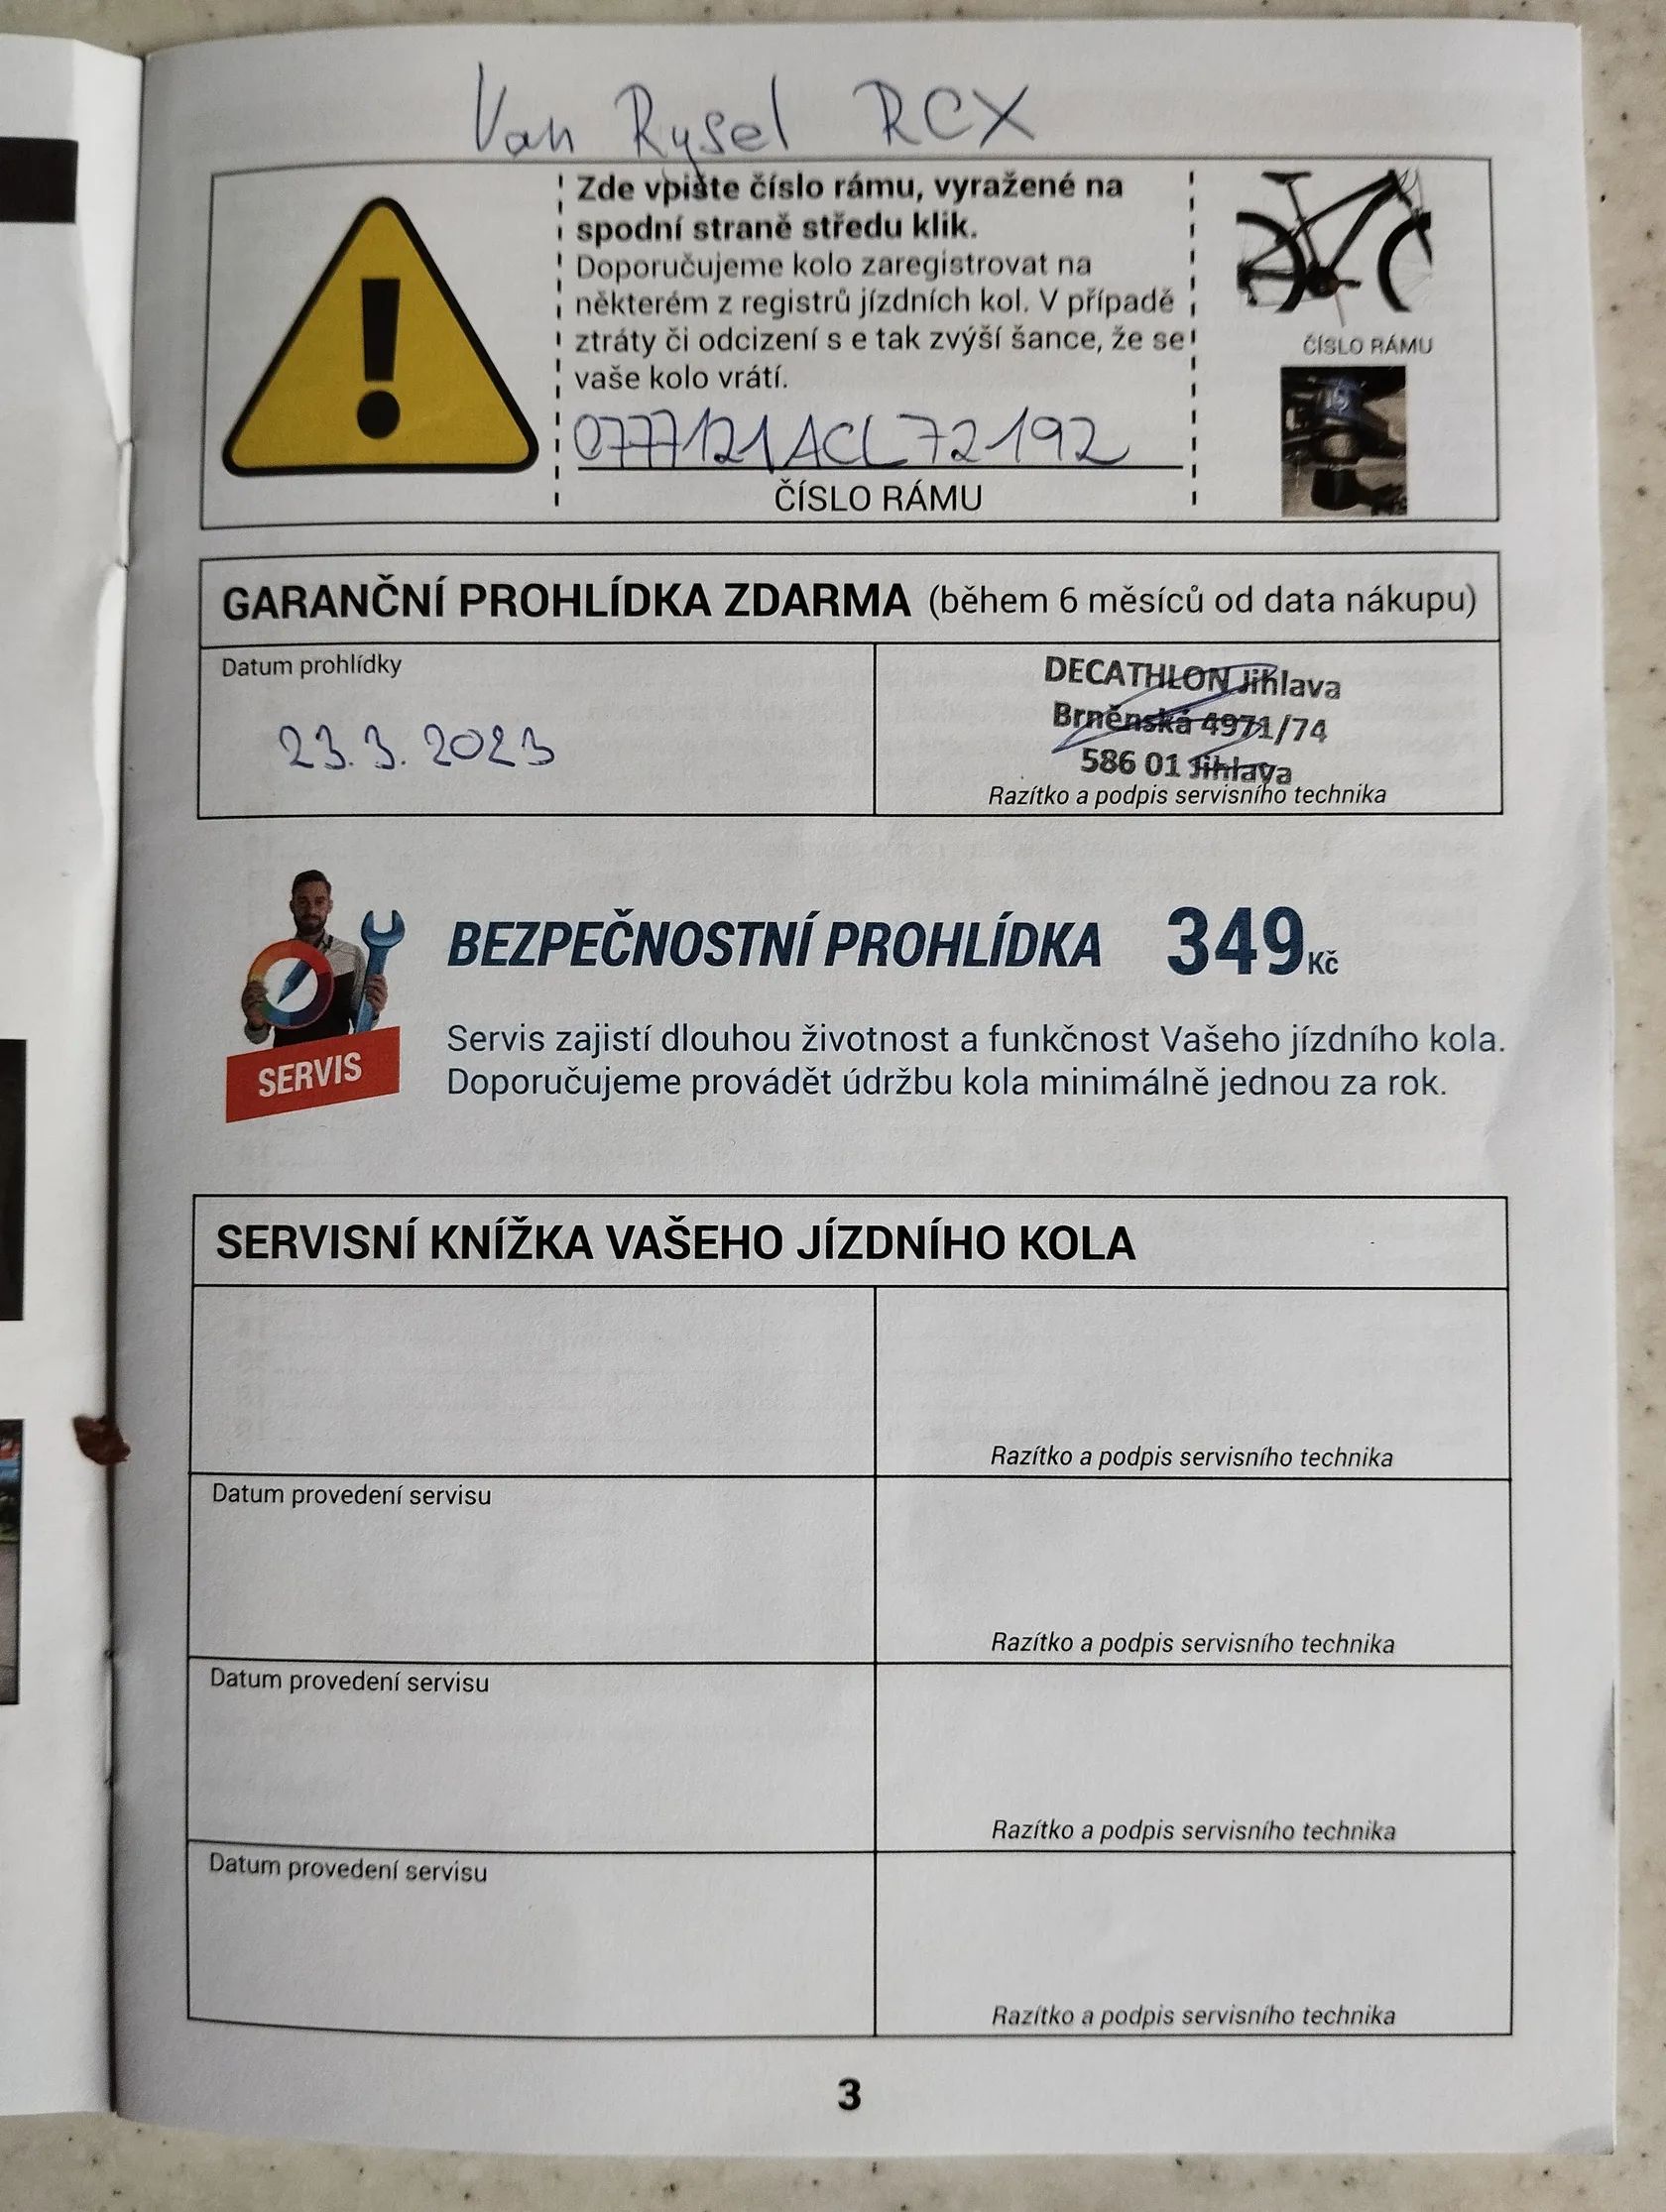 Van Rysel RCX
Zde vpište číslo rámu, vyražené na
spodní straně středu klik.
Doporučujeme kolo zaregistrovat na
některém z registrů jízdních kol. V případě
ztráty či odcizení s e tak zvýší šance, že se
vaše kolo vrátí.
0777121ACL72192
ČÍSLO RÁMU
ČÍSLO RÁMU
GARANČNÍ PROHLÍDKA ZDARMA (během 6 měsíců od data nákupu)
Datum prohlídky
23.3.2023
DECATHLON Jihlava
Brněnská 4971/74
586 01 Jihlava
Razítko a podpis servisního technika
SERVIS
BEZPEČNOSTNÍ PROHLÍDKA 349 Kč
Servis zajistí dlouhou životnost a funkčnost Vašeho jízdního kola.
Doporučujeme provádět údržbu kola minimálně jednou za rok.
SERVISNÍ KNÍŽKA VAŠEHO JÍZDNÍHO KOLA
Razítko a podpis servisního technika
Datum provedení servisu
Razítko a podpis servisního technika
Datum provedení servisu
Razítko a podpis servisního technika
Datum provedení servisu
Razítko a podpis servisního technika
3